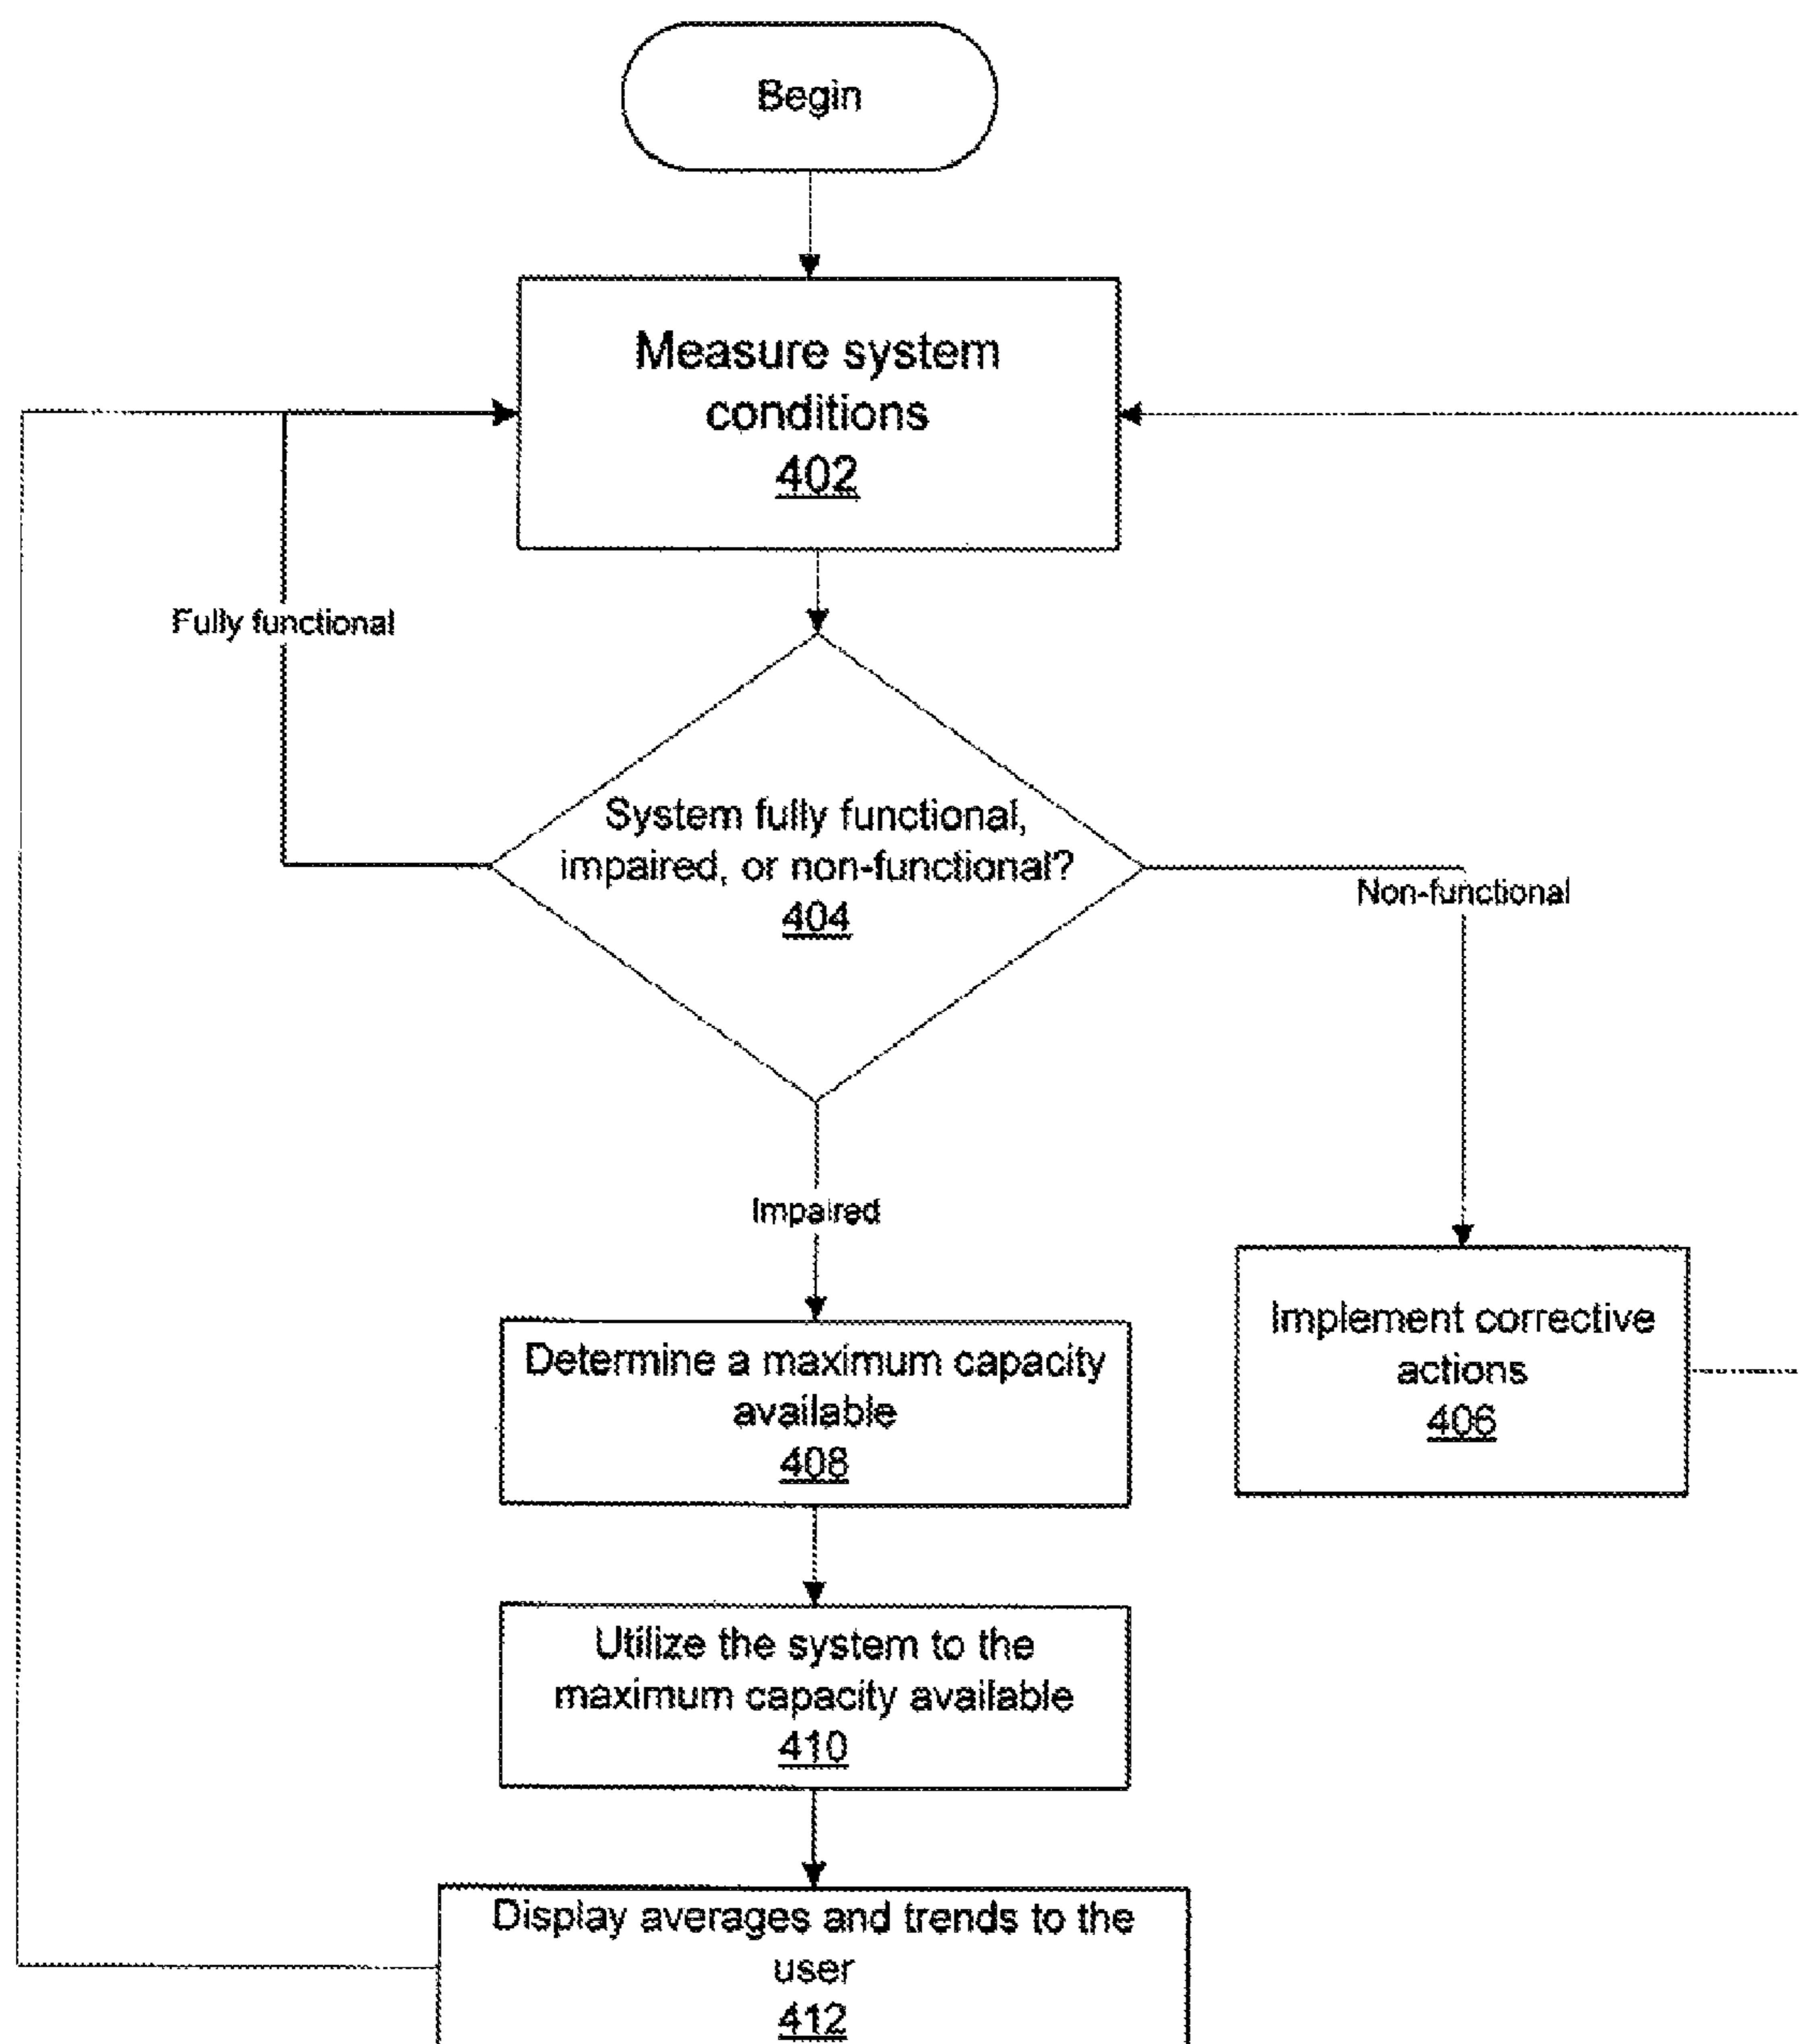 Begin
Measure system
conditions
402
Fully functional
System fully functional,
impaired, or non-functional?
404
Non-functional
Impaired
Implement corrective
actions
406
Determine a maximum capacity
available
408
Utilize the system to the
maximum capacity available
410
Display averages and trends to the
user
412